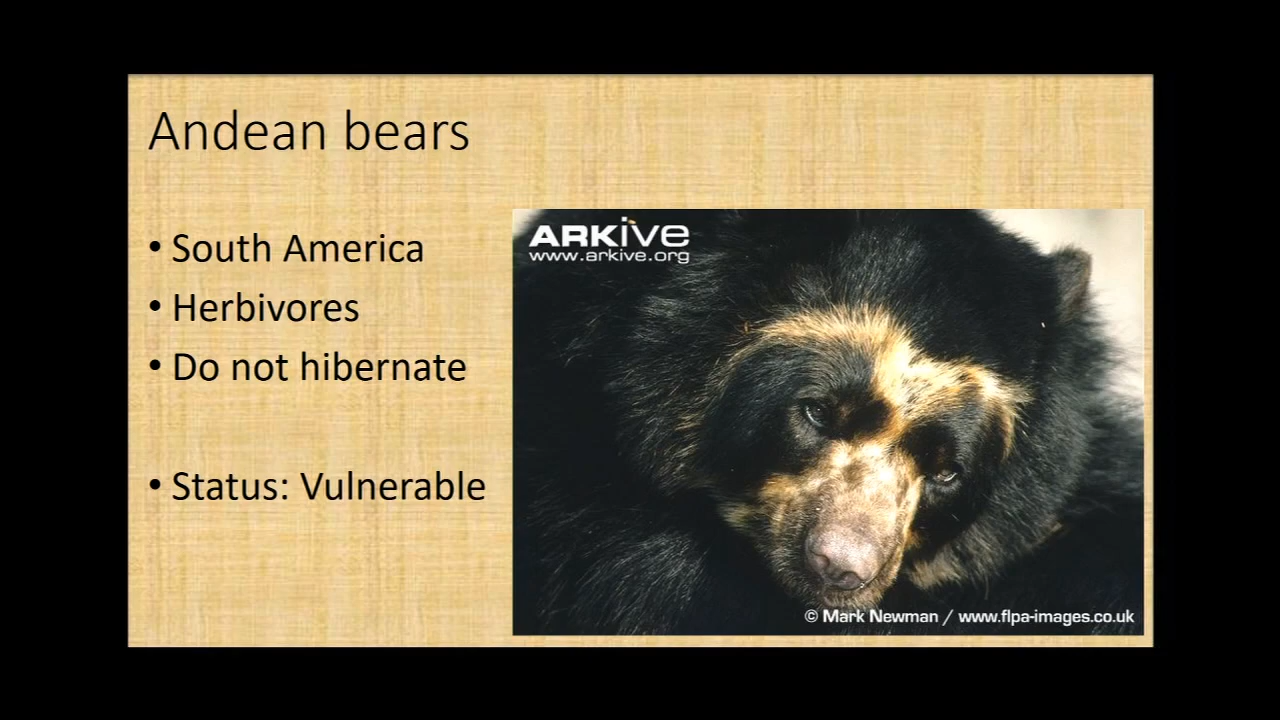 Andean bears
• South America
• Herbivores
• Do not hibernate
• Status: Vulnerable
ARKive
www.arkive.org
© Mark Newman / www.flpa-images.co.uk